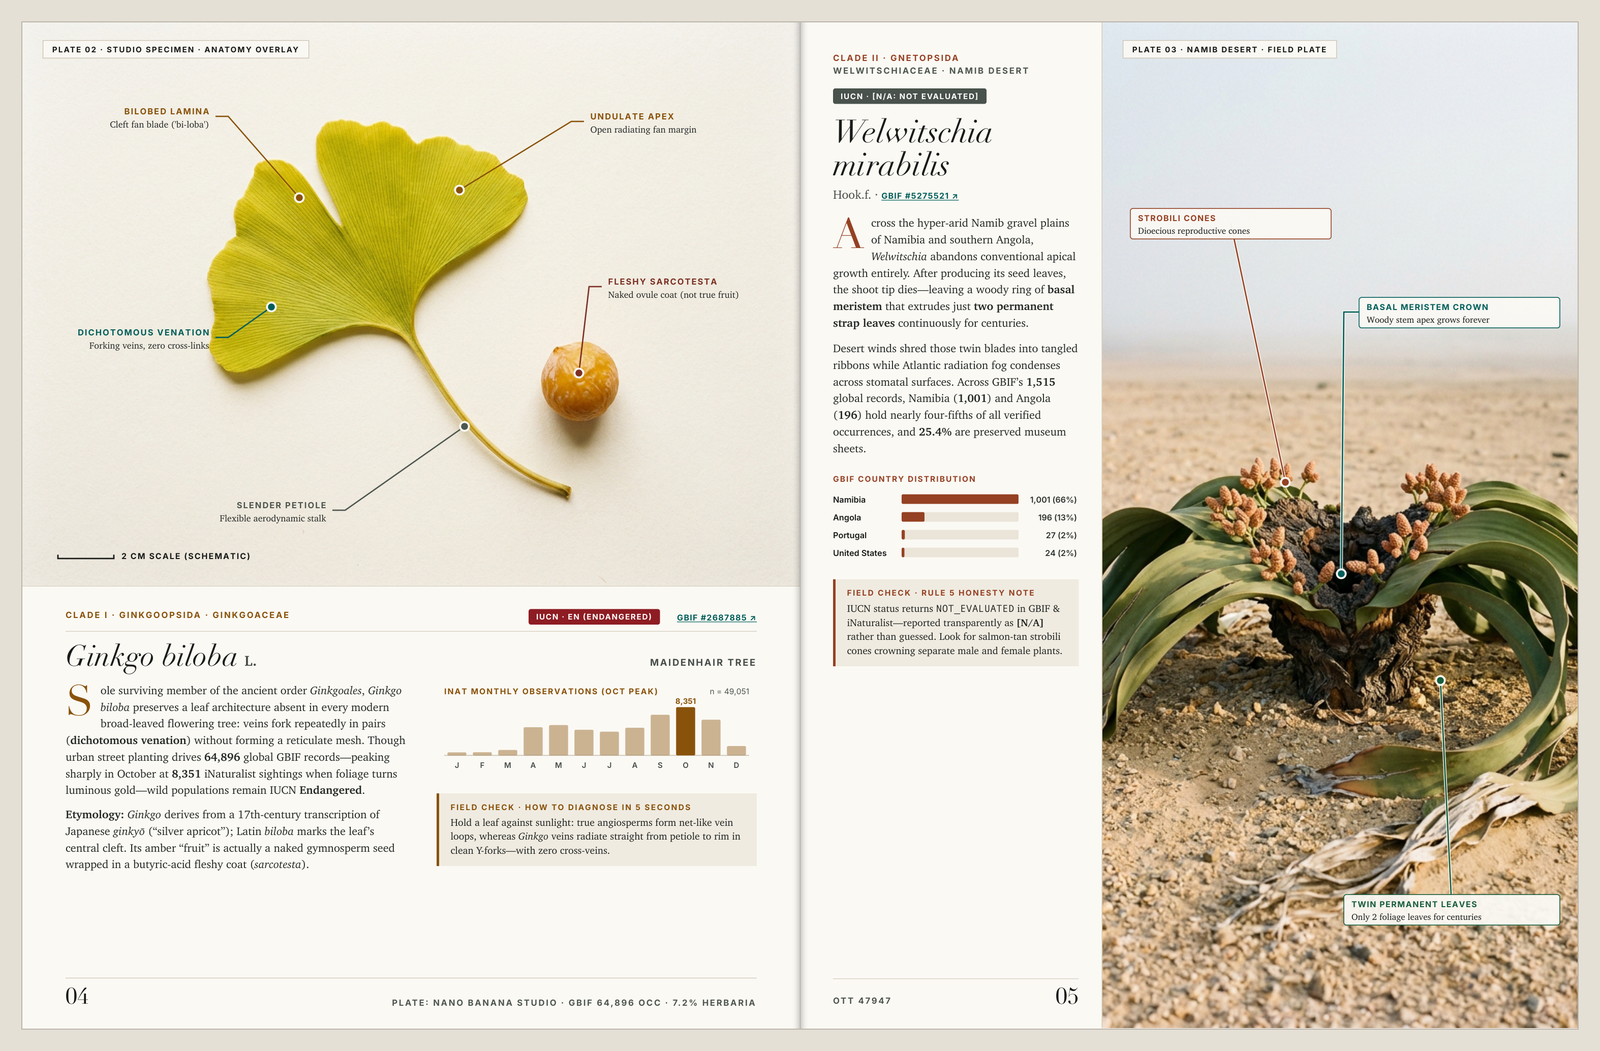 PLATE 02 · STUDIO SPECIMEN · ANATOMY OVERLAY
BILOBED LAMINA
Cleft fan blade ('bi-loba')
UNDULATE APEX
Open radiating fan margin
FLESHY SARCOTESTA
Naked ovule coat (not true fruit)
DICHOTOMOUS VENATION
Forking veins, zero cross-links
SLENDER PETIOLE
Flexible aerodynamic stalk
2 CM SCALE (SCHEMATIC)
CLADE I · GINKGOOPSIDA · GINKGOACEAE
IUCN · EN (ENDANGERED)
GBIF #2687885 ↗
Ginkgo biloba L.
MAIDENHAIR TREE
Sole surviving member of the ancient order Ginkgoales, Ginkgo
biloba preserves a leaf architecture absent in every modern
broad-leaved flowering tree: veins fork repeatedly in pairs
(dichotomous venation) without forming a reticulate mesh. Though
urban street planting drives 64,896 global GBIF records—peaking
sharply in October at 8,351 iNaturalist sightings when foliage turns
luminous gold—wild populations remain IUCN Endangered.
Etymology: Ginkgo derives from a 17th-century transcription of
Japanese ginkyō (“silver apricot”); Latin biloba marks the leaf’s
central cleft. Its amber “fruit” is actually a naked gymnosperm seed
wrapped in a butyric-acid fleshy coat (sarcotesta).
INAT MONTHLY OBSERVATIONS (OCT PEAK)
n = 49,051
8,351
J F M A M J J A S O N D
FIELD CHECK · HOW TO DIAGNOSE IN 5 SECONDS
Hold a leaf against sunlight: true angiosperms form net-like vein
loops, whereas Ginkgo veins radiate straight from petiole to rim in
clean Y-forks—with zero cross-veins.
04
PLATE: NANO BANANA STUDIO · GBIF 64,896 OCC · 7.2% HERBARIA
CLADE II · GNETOPSIDA
WELWITSCHIACEAE · NAMIB DESERT
IUCN · [N/A: NOT EVALUATED]
Welwitschia
mirabilis
Hook.f. · GBIF #5275521 ↗
Across the hyper-arid Namib gravel plains
of Namibia and southern Angola,
Welwitschia abandons conventional apical
growth entirely. After producing its seed leaves,
the shoot tip dies—leaving a woody ring of basal
meristem that extrudes just two permanent
strap leaves continuously for centuries.
Desert winds shred those twin blades into tangled
ribbons while Atlantic radiation fog condenses
across stomatal surfaces. Across GBIF’s 1,515
global records, Namibia (1,001) and Angola
(196) hold nearly four-fifths of all verified
occurrences, and 25.4% are preserved museum
sheets.
GBIF COUNTRY DISTRIBUTION
Namibia 1,001 (66%)
Angola 196 (13%)
Portugal 27 (2%)
United States 24 (2%)
FIELD CHECK · RULE 5 HONESTY NOTE
IUCN status returns NOT_EVALUATED in GBIF &
iNaturalist—reported transparently as [N/A]
rather than guessed. Look for salmon-tan strobili
cones crowning separate male and female plants.
OTT 47947
05
PLATE 03 · NAMIB DESERT · FIELD PLATE
STROBILI CONES
Dioecious reproductive cones
BASAL MERISTEM CROWN
Woody stem apex grows forever
TWIN PERMANENT LEAVES
Only 2 foliage leaves for centuries